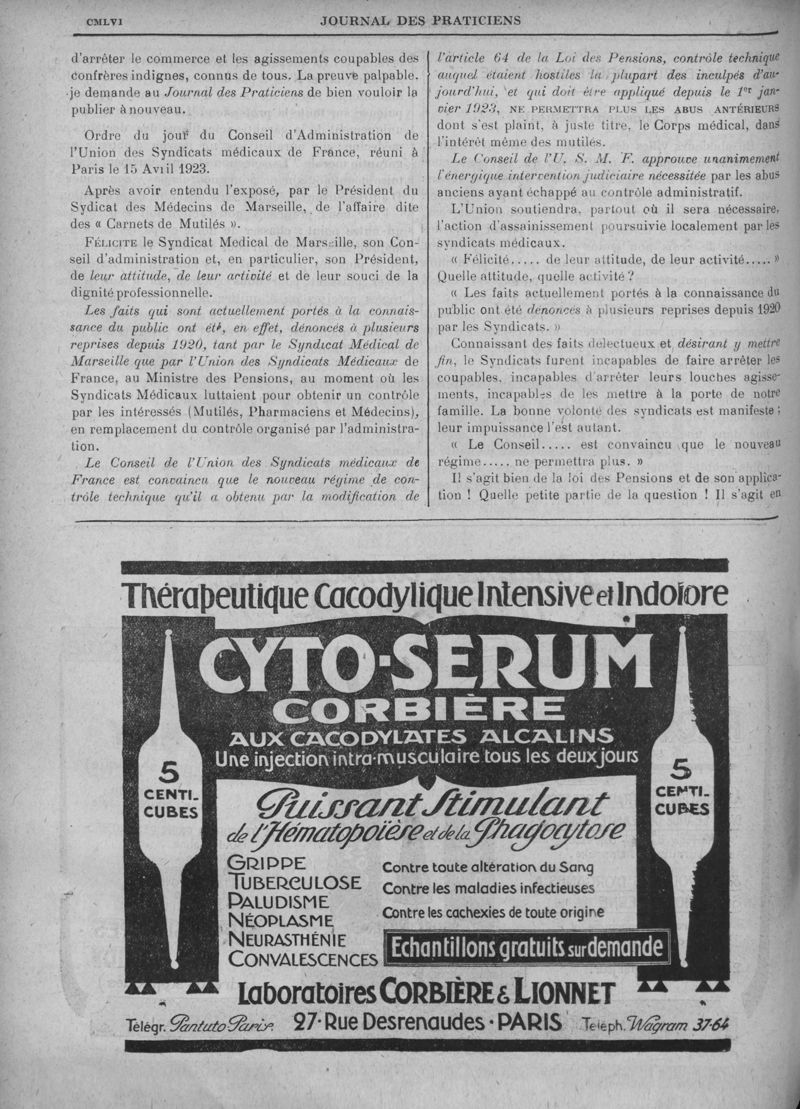 CMLVI
JOURNAL DES PRATICIENS
d'arrêter le commerce et les agissements coupables des
confrères indignes, connus de tous. La preuve palpable,
je demande au Journal des Praticiens de bien vouloir la
publier à nouveau.
Ordre du jour du Conseil d'Administration de
l'Union des Syndicats médicaux de France, réuni à
Paris le 15 Avril 1923.
Après avoir entendu l'exposé, par le Président du
Sydicat des Médecins de Marseille, de l'affaire dite
des « Carnets de Mutilés ».
FÉLICITE le Syndicat Medical de Marseille, son Con-
seil d'administration et, en particulier, son Président,
de leur attitude, de leur artivité et de leur souci de la
dignité professionnelle.
Les faits qui sont actuellement portés à la connais-
sance du public ont été, en effet, dénoncés à plusieurs
reprises depuis 1920, tant par le Syndicat Médical de
Marseille que par l'Union des Syndicats Médicaux de
France, au Ministre des Pensions, au moment où les
Syndicats Médicaux luttaient pour obtenir un contrôle
par les intéressés (Mutilés, Pharmaciens et Médecins),
en remplacement du contrôle organisé par l'administra-
tion.
Le Conseil de l'Union des Syndicats médicaux de
France est convaincu que le nouveau régime de con-
trôle technique qu'il a obtenu par la modification de
l'article 64 de la Loi des Pensions, contrôle technique
auquel étaient hostiles la plupart des inculpés d'au-
jourd'hui, et qui doit être appliqué depuis le 1er jan-
vier 1923, NE PERMETTRA PLUS LES ABUS ANTÉRIEURS
dont s'est plaint, à juste titre, le Corps médical, dans
l'intérêt même des mutilés.
Le Conseil de l'U. S. M. F. approuve unanimement
l'énergique intervention judiciaire nécessitée par les abus
anciens ayant échappé au contrôle administratif.
L'Union soutiendra, partout où il sera nécessaire,
l'action d'assainissement poursuivie localement par les
syndicats médicaux.
« Félicité..... de leur attitude, de leur activité..... »
Quelle attitude, quelle activité ?
« Les faits actuellement portés à la connaissance du
public ont été denoncés à plusieurs reprises depuis 1920
par les Syndicats. »
Connaissant des faits delectueux et désirant y mettre
fin, le Syndicats furent incapables de faire arrêter les
coupables, incapables d'arrêter leurs louches agisse-
ments, incapables de les mettre à la porte de notre
famille. La bonne volonté des syndicats est manifeste ;
leur impuissance l'est autant.
« Le Conseil..... est convaincu que le nouveau
régime..... ne permettra plus. »
Il s'agit bien de la loi des Pensions et de son applica-
tion ! Quelle petite partie de la question ! Il s'agit en
Thérapeutique Cacodylique Intensive et Indolore
CYTO-SERUM
CORBIÈRE
AUX CACODYLATES ALCALINS
Une injection intra-musculaire tous les deux jours
5
CENTI-
CUBES
5
CENTI-
CUBES
Puissant Stimulant
de l'Hématopoïèse et de la Phagocytose
GRIPPE
TUBERCULOSE
PALUDISME
NÉOPLASME
NEURASTHÉNIE
CONVALESCENCES
Contre toute altération du Sang
Contre les maladies infectieuses
Contre les cachexies de toute origine
Echantillons gratuits sur demande
Laboratoires CORBIÈRE & LIONNET
Télégr. Pantuto Paris. 27·Rue Desrenaudes·PARIS Teleph. Wagram 37-64